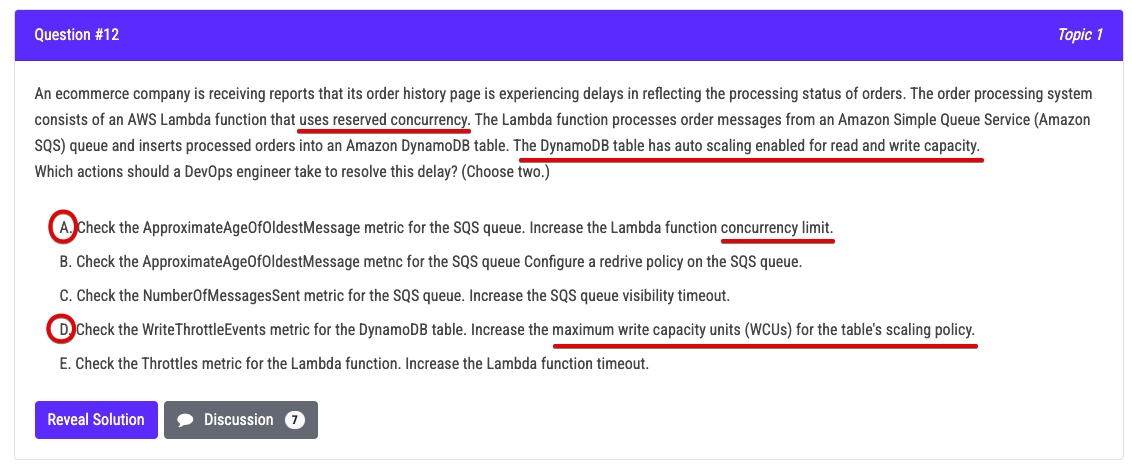 Question #12
Topic 1
An ecommerce company is receiving reports that its order history page is experiencing delays in reflecting the processing status of orders. The order processing system
consists of an AWS Lambda function that uses reserved concurrency. The Lambda function processes order messages from an Amazon Simple Queue Service (Amazon
SQS) queue and inserts processed orders into an Amazon DynamoDB table. The DynamoDB table has auto scaling enabled for read and write capacity.
Which actions should a DevOps engineer take to resolve this delay? (Choose two.)
A. Check the ApproximateAgeOfOldestMessage metric for the SQS queue. Increase the Lambda function concurrency limit.
B. Check the ApproximateAgeOfOldestMessage metnc for the SQS queue Configure a redrive policy on the SQS queue.
C. Check the NumberOfMessagesSent metric for the SQS queue. Increase the SQS queue visibility timeout.
D. Check the WriteThrottleEvents metric for the DynamoDB table. Increase the maximum write capacity units (WCUs) for the table's scaling policy.
E. Check the Throttles metric for the Lambda function. Increase the Lambda function timeout.
Reveal Solution
Discussion 7